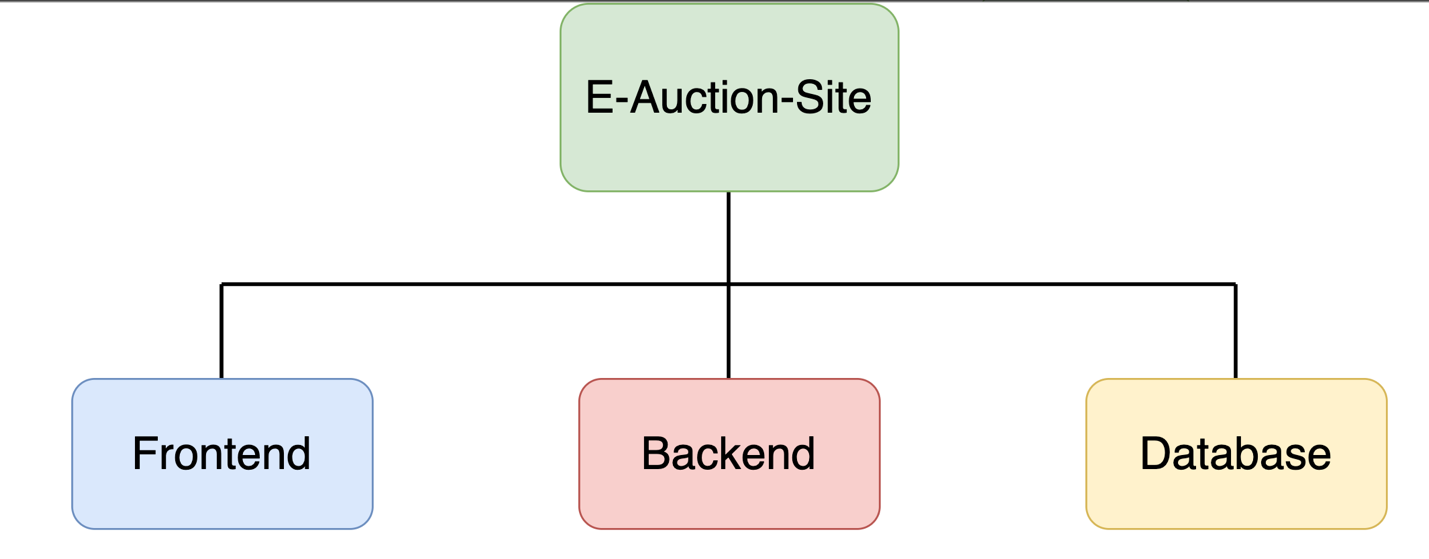 E-Auction-Site
Frontend
Backend
Database